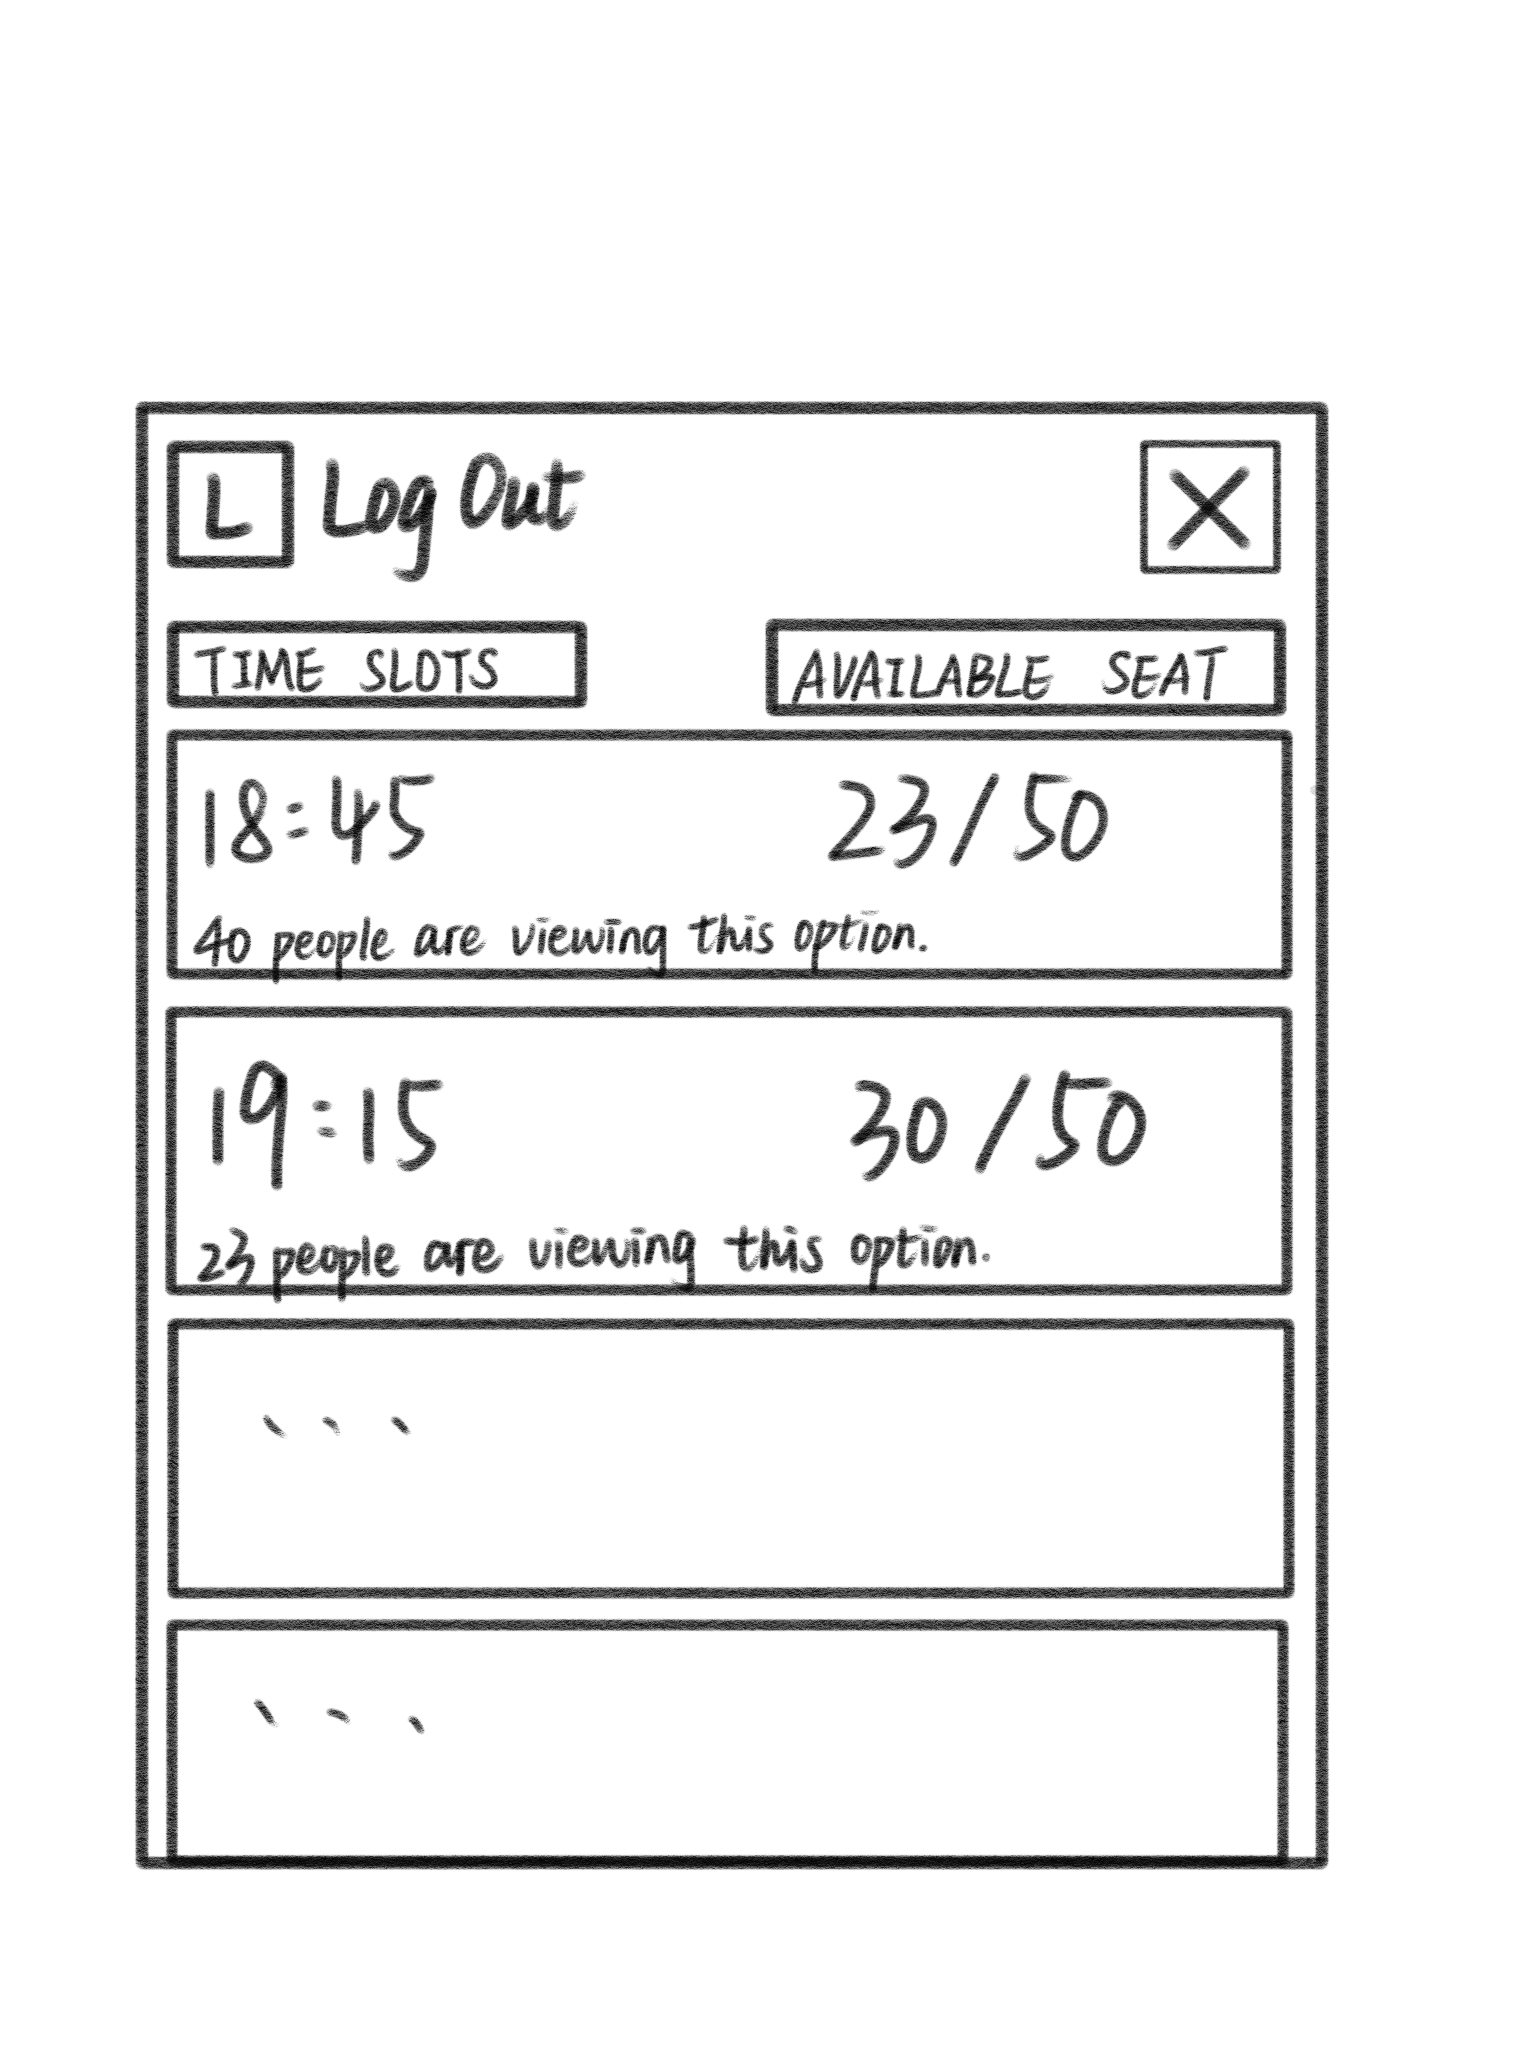 L Log Out X
TIME SLOTS AVAILABLE SEAT
18:45 23/50
40 people are viewing this option.
19:15 30/50
23 people are viewing this option.
...
...